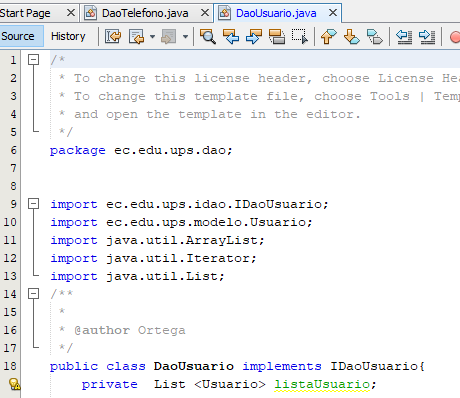 Start Page DaoTelefono.java DaoUsuario.java
Source History
1 /*
2 * To change this license header, choose License Hea
3 * To change this template file, choose Tools | Temp
4 * and open the template in the editor.
5 */
6 package ec.edu.ups.dao;
7
8
9 import ec.edu.ups.idao.IDaoUsuario;
10 import ec.edu.ups.modelo.Usuario;
11 import java.util.ArrayList;
12 import java.util.Iterator;
13 import java.util.List;
14 /**
15 *
16 * @author Ortega
17 */
18 public class DaoUsuario implements IDaoUsuario{
private List <Usuario> listaUsuario;